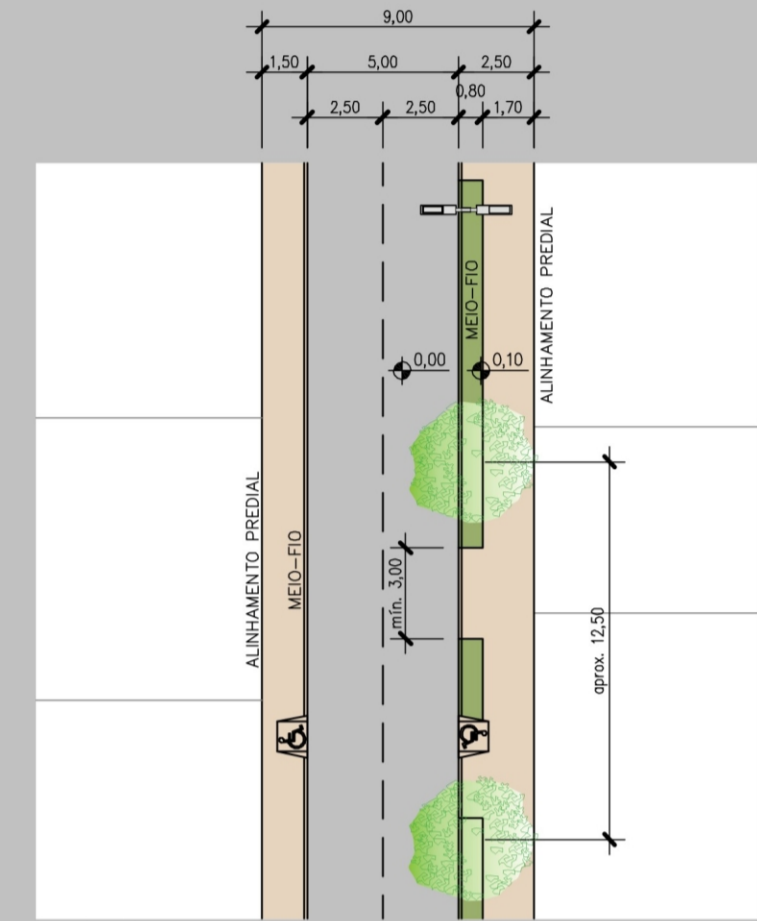 9,00
1,50
5,00
2,50
0,80
2,50
2,50
1,70
MEIO-FIO
ALINHAMENTO PREDIAL
0,00
0,10
ALINHAMENTO PREDIAL
MEIO-FIO
mín. 3,00
aprox. 12,50